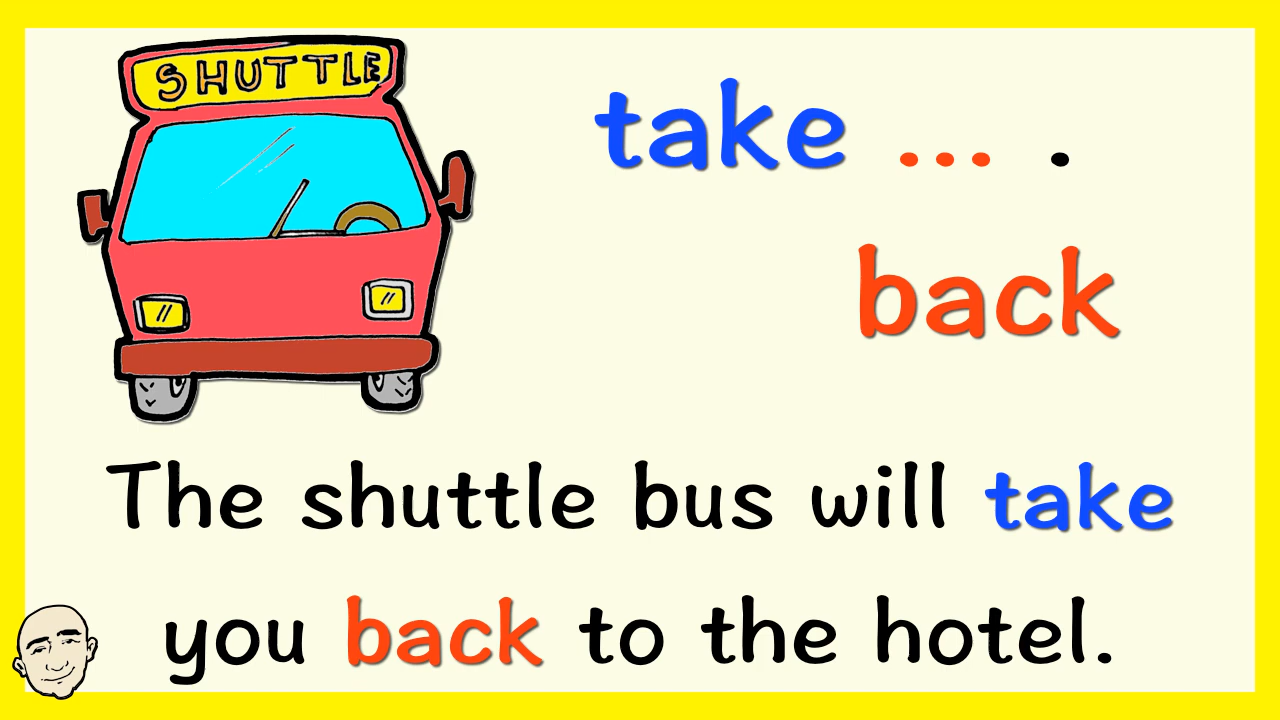 SHUTTLE
take ... .
back
The shuttle bus will take
you back to the hotel.